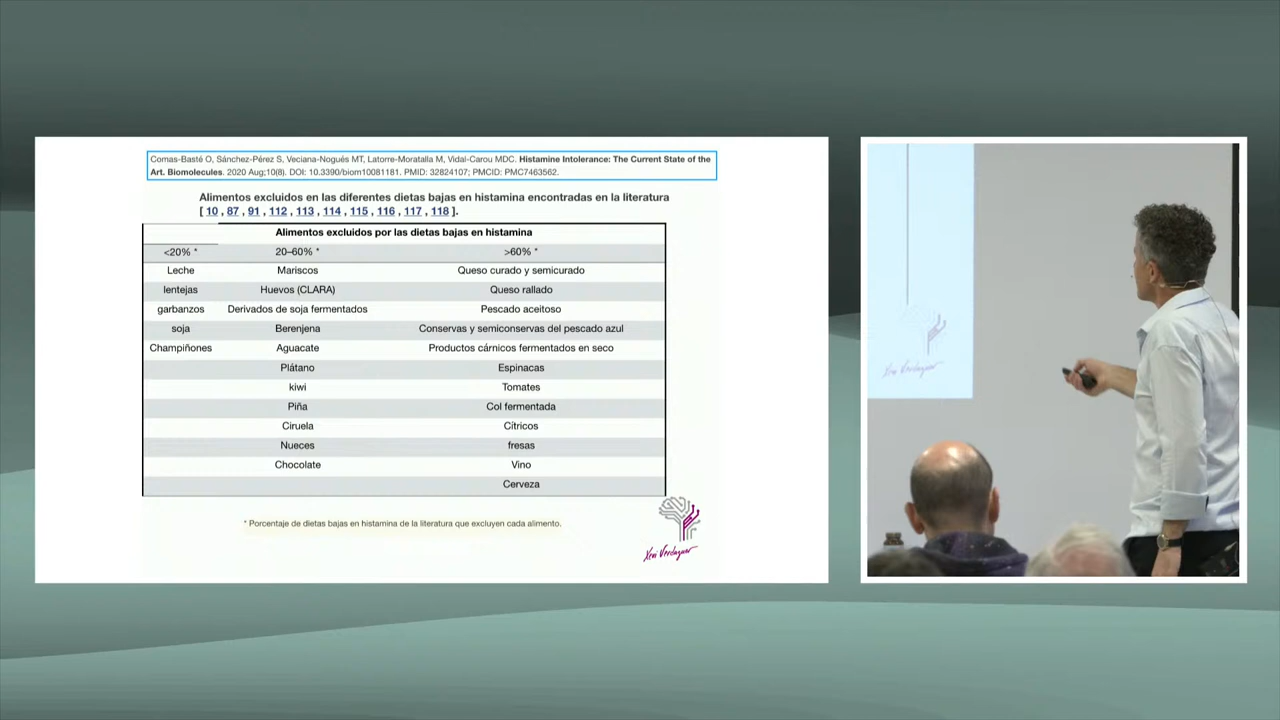 Comas-Basté O, Sánchez-Pérez S, Veciana-Nogués MT, Latorre-Moratalla M, Vidal-Carou MDC. Histamine Intolerance: The Current State of the
Art. Biomolecules. 2020 Aug;10(8). DOI: 10.3390/biom10081181. PMID: 32824107; PMCID: PMC7463562.
Alimentos excluidos en las diferentes dietas bajas en histamina encontradas en la literatura
[ 10 , 87 , 91 , 112 , 113 , 114 , 115 , 116 , 117 , 118 ].
Alimentos excluidos por las dietas bajas en histamina
<20% * 20–60% * >60% *
Leche Mariscos Queso curado y semicurado
lentejas Huevos (CLARA) Queso rallado
garbanzos Derivados de soja fermentados Pescado aceitoso
soja Berenjena Conservas y semiconservas del pescado azul
Champiñones Aguacate Productos cárnicos fermentados en seco
Plátano Espinacas
kiwi Tomates
Piña Col fermentada
Ciruela Cítricos
Nueces fresas
Chocolate Vino
Cerveza
* Porcentaje de dietas bajas en histamina de la literatura que excluyen cada alimento.
Xevi Verdaguer
Xevi Verdaguer